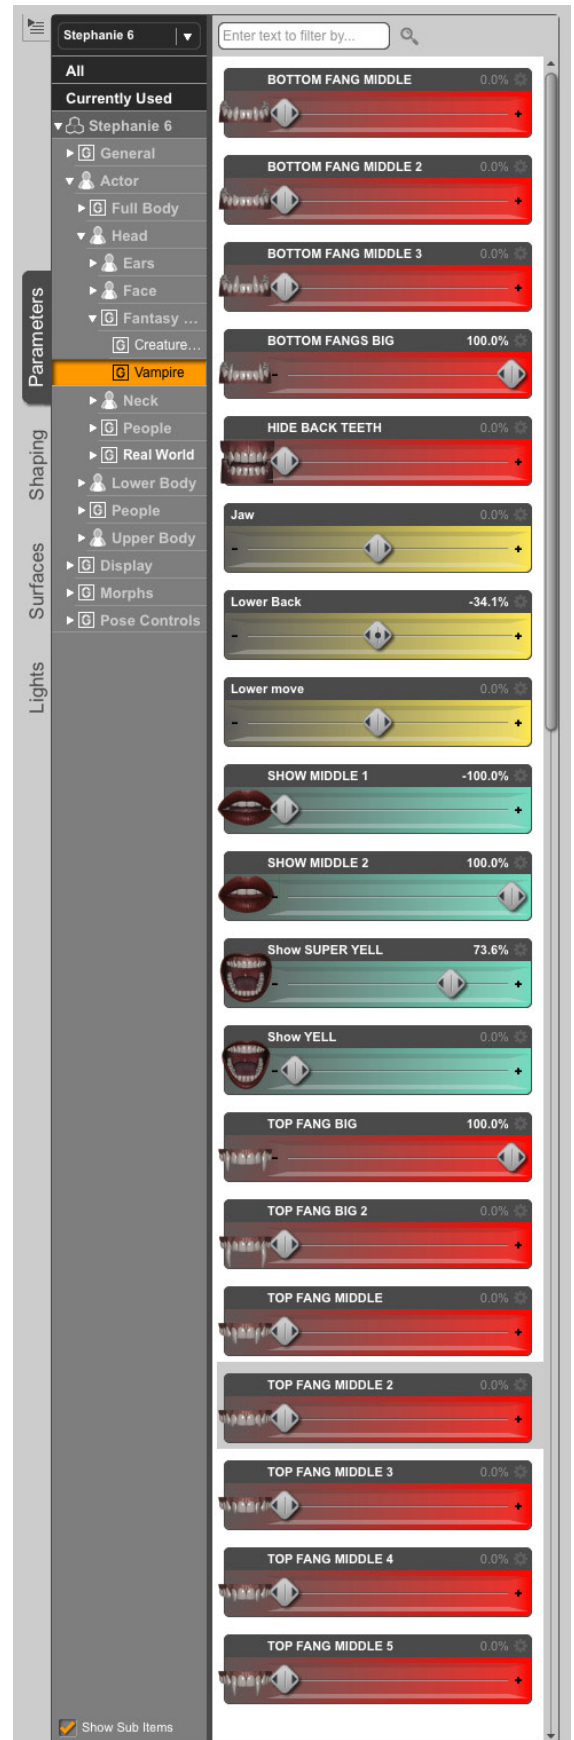 Stephanie 6
All
Currently Used
Stephanie 6
G General
Actor
G Full Body
Head
Ears
Face
G Fantasy ...
G Creature...
G Vampire
Neck
G People
G Real World
Lower Body
G People
Upper Body
G Display
G Morphs
G Pose Controls
Show Sub Items
Parameters
Shaping
Surfaces
Lights
Enter text to filter by...
BOTTOM FANG MIDDLE 0.0%
- +
BOTTOM FANG MIDDLE 2 0.0%
- +
BOTTOM FANG MIDDLE 3 0.0%
- +
BOTTOM FANGS BIG 100.0%
-
HIDE BACK TEETH 0.0%
+
Jaw 0.0%
- +
Lower Back -34.1%
- +
Lower move 0.0%
- +
SHOW MIDDLE 1 -100.0%
+
SHOW MIDDLE 2 100.0%
-
Show SUPER YELL 73.6%
- +
Show YELL 0.0%
- +
TOP FANG BIG 100.0%
-
TOP FANG BIG 2 0.0%
+
TOP FANG MIDDLE 0.0%
+
TOP FANG MIDDLE 2 0.0%
+
TOP FANG MIDDLE 3 0.0%
+
TOP FANG MIDDLE 4 0.0%
+
TOP FANG MIDDLE 5 0.0%
+